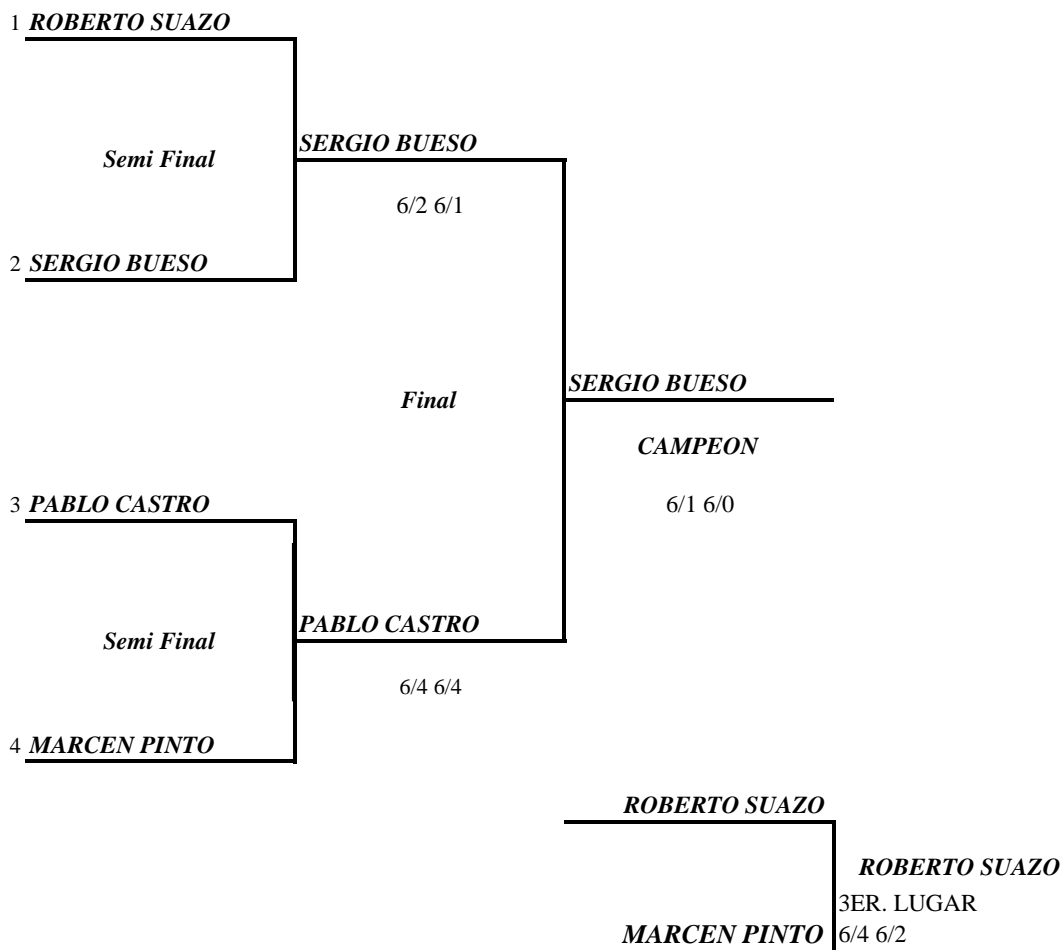 1 ROBERTO SUAZO
Semi Final
SERGIO BUESO
6/2 6/1
2 SERGIO BUESO
Final
SERGIO BUESO
CAMPEON
6/1 6/0
3 PABLO CASTRO
Semi Final
PABLO CASTRO
6/4 6/4
4 MARCEN PINTO
ROBERTO SUAZO
ROBERTO SUAZO
3ER. LUGAR
MARCEN PINTO 6/4 6/2